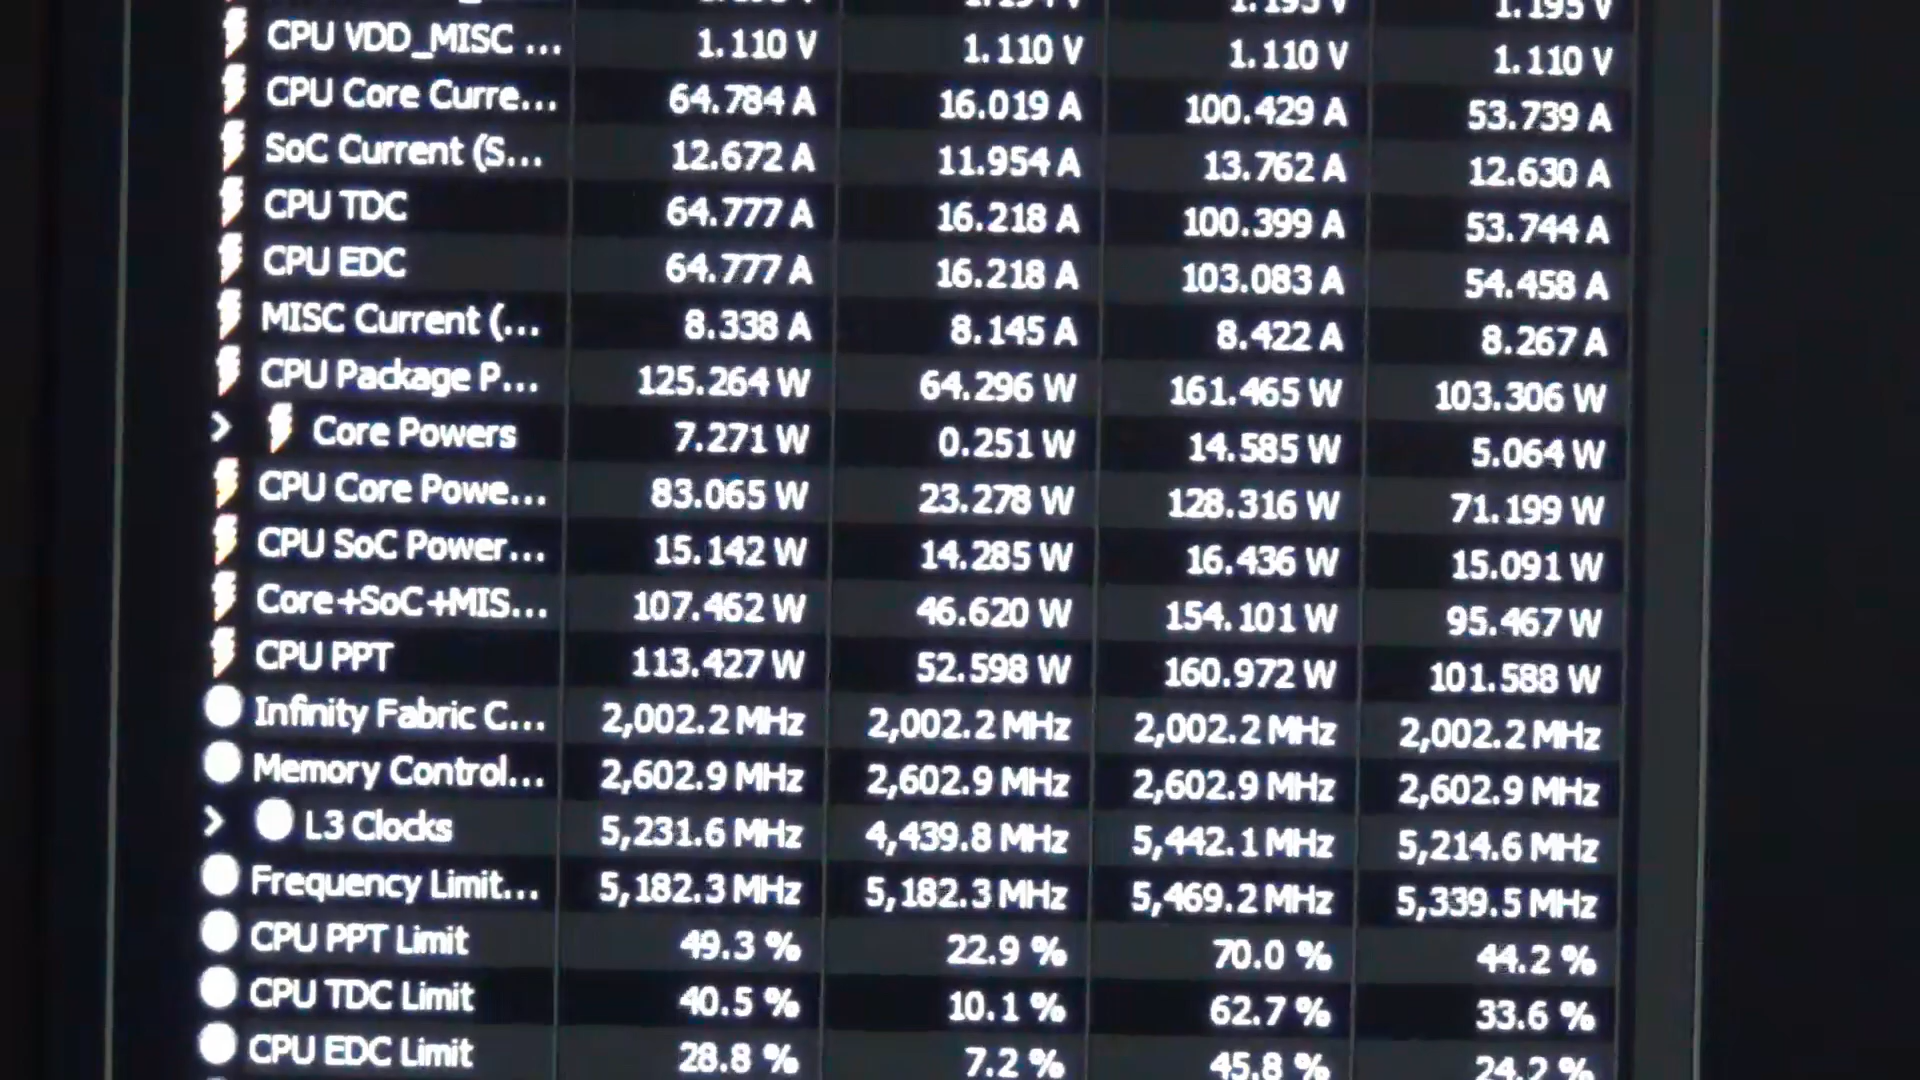 1.195 V 1.195 V
CPU VDD_MISC ... 1.110 V 1.110 V 1.110 V 1.110 V
CPU Core Curre... 64.784 A 16.019 A 100.429 A 53.739 A
SoC Current (S... 12.672 A 11.954 A 13.762 A 12.630 A
CPU TDC 64.777 A 16.218 A 100.399 A 53.744 A
CPU EDC 64.777 A 16.218 A 103.083 A 54.458 A
MISC Current (... 8.338 A 8.145 A 8.422 A 8.267 A
CPU Package P... 125.264 W 64.296 W 161.465 W 103.306 W
Core Powers 7.271 W 0.251 W 14.585 W 5.064 W
CPU Core Powe... 83.065 W 23.278 W 128.316 W 71.199 W
CPU SoC Power... 15.142 W 14.285 W 16.436 W 15.091 W
Core+SoC+MIS... 107.462 W 46.620 W 154.101 W 95.467 W
CPU PPT 113.427 W 52.598 W 160.972 W 101.588 W
Infinity Fabric C... 2,002.2 MHz 2,002.2 MHz 2,002.2 MHz 2,002.2 MHz
Memory Control... 2,602.9 MHz 2,602.9 MHz 2,602.9 MHz 2,602.9 MHz
L3 Clocks 5,231.6 MHz 4,439.8 MHz 5,442.1 MHz 5,214.6 MHz
Frequency Limit... 5,182.3 MHz 5,182.3 MHz 5,469.2 MHz 5,339.5 MHz
CPU PPT Limit 49.3 % 22.9 % 70.0 % 44.2 %
CPU TDC Limit 40.5 % 10.1 % 62.7 % 33.6 %
CPU EDC Limit 28.8 % 7.2 % 45.8 % 24.2 %